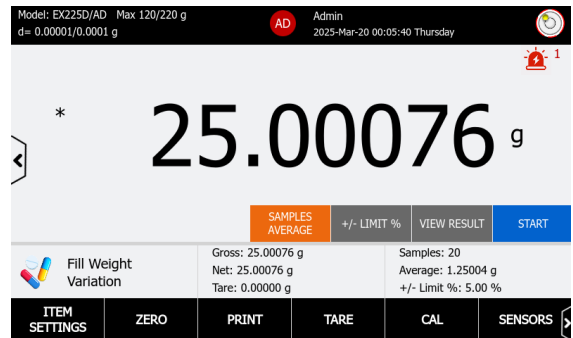 Model: EX225D/AD Max 120/220 g
d= 0.00001/0.0001 g
AD
Admin
2025-Mar-20 00:05:40 Thursday
1
*
25.00076 g
SAMPLES AVERAGE
+/- LIMIT %
VIEW RESULT
START
Fill Weight
Variation
Gross: 25.00076 g
Net: 25.00076 g
Tare: 0.00000 g
Samples: 20
Average: 1.25004 g
+/- Limit %: 5.00 %
ITEM
SETTINGS
ZERO
PRINT
TARE
CAL
SENSORS